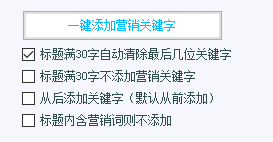 一键添加营销关键字
标题满30字自动清除最后几位关键字
标题满30字不添加营销关键字
从后添加关键字（默认从前添加）
标题内含营销词则不添加